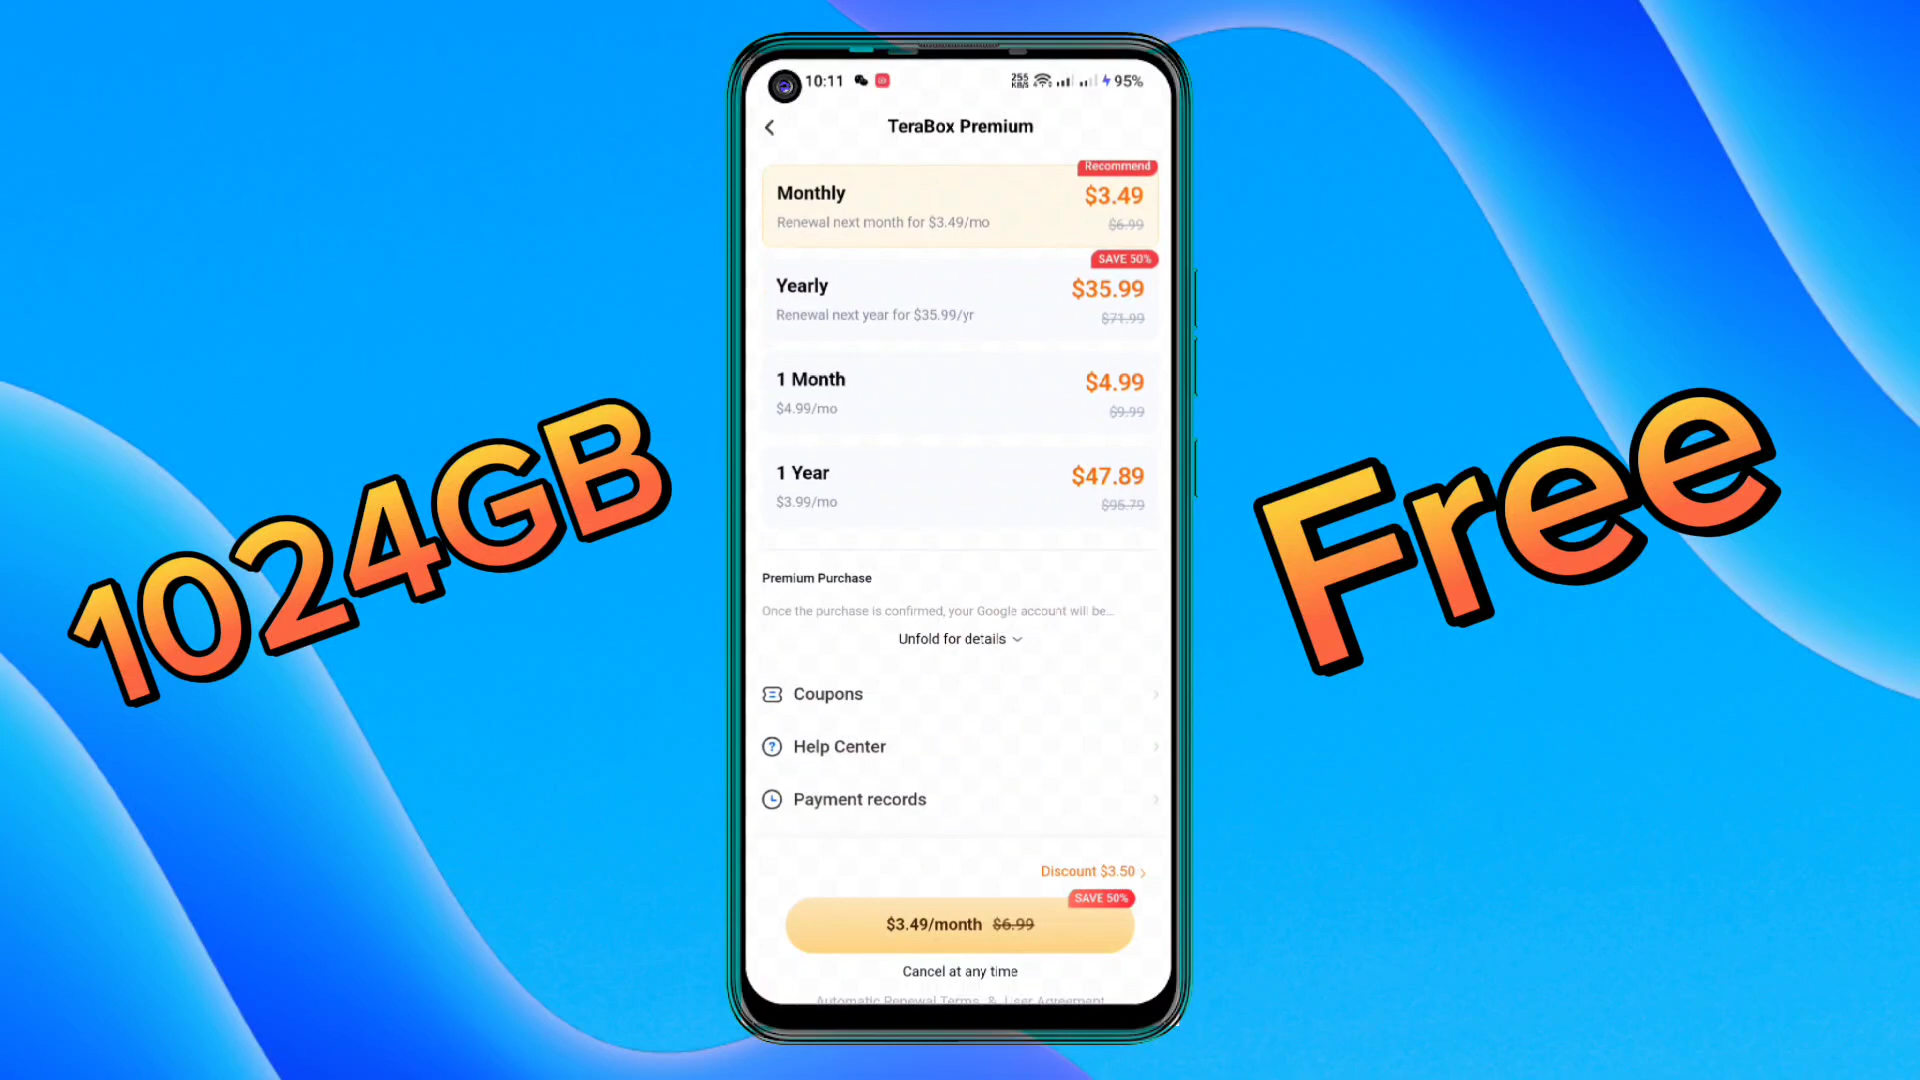 10:11
255
KB/s
95%
TeraBox Premium
Recommend
Monthly
$3.49
Renewal next month for $3.49/mo
$6.99
SAVE 50%
Yearly
$35.99
Renewal next year for $35.99/yr
$71.99
1 Month
$4.99
$4.99/mo
$9.99
1 Year
$47.89
$3.99/mo
$95.79
1024GB
Free
Premium Purchase
Once the purchase is confirmed, your Google account will be...
Unfold for details
Coupons
Help Center
Payment records
Discount $3.50
SAVE 50%
$3.49/month $6.99
Cancel at any time
Automatic Renewal Terms & User Agreement